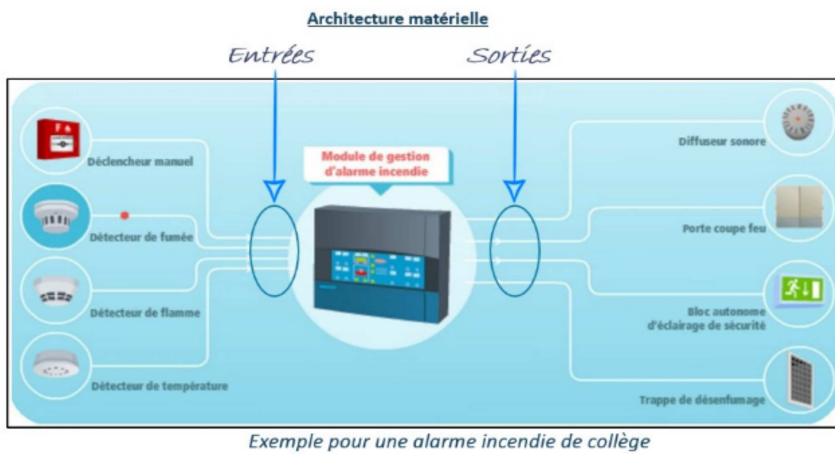 Architecture matérielle
Entrées
Sorties
Déclencheur manuel
Détecteur de fumée
Détecteur de flamme
Détecteur de température
Module de gestion
d'alarme incendie
Diffuseur sonore
Porte coupe feu
Bloc autonome
d'éclairage de sécurité
Trappe de désenfumage
Exemple pour une alarme incendie de collège